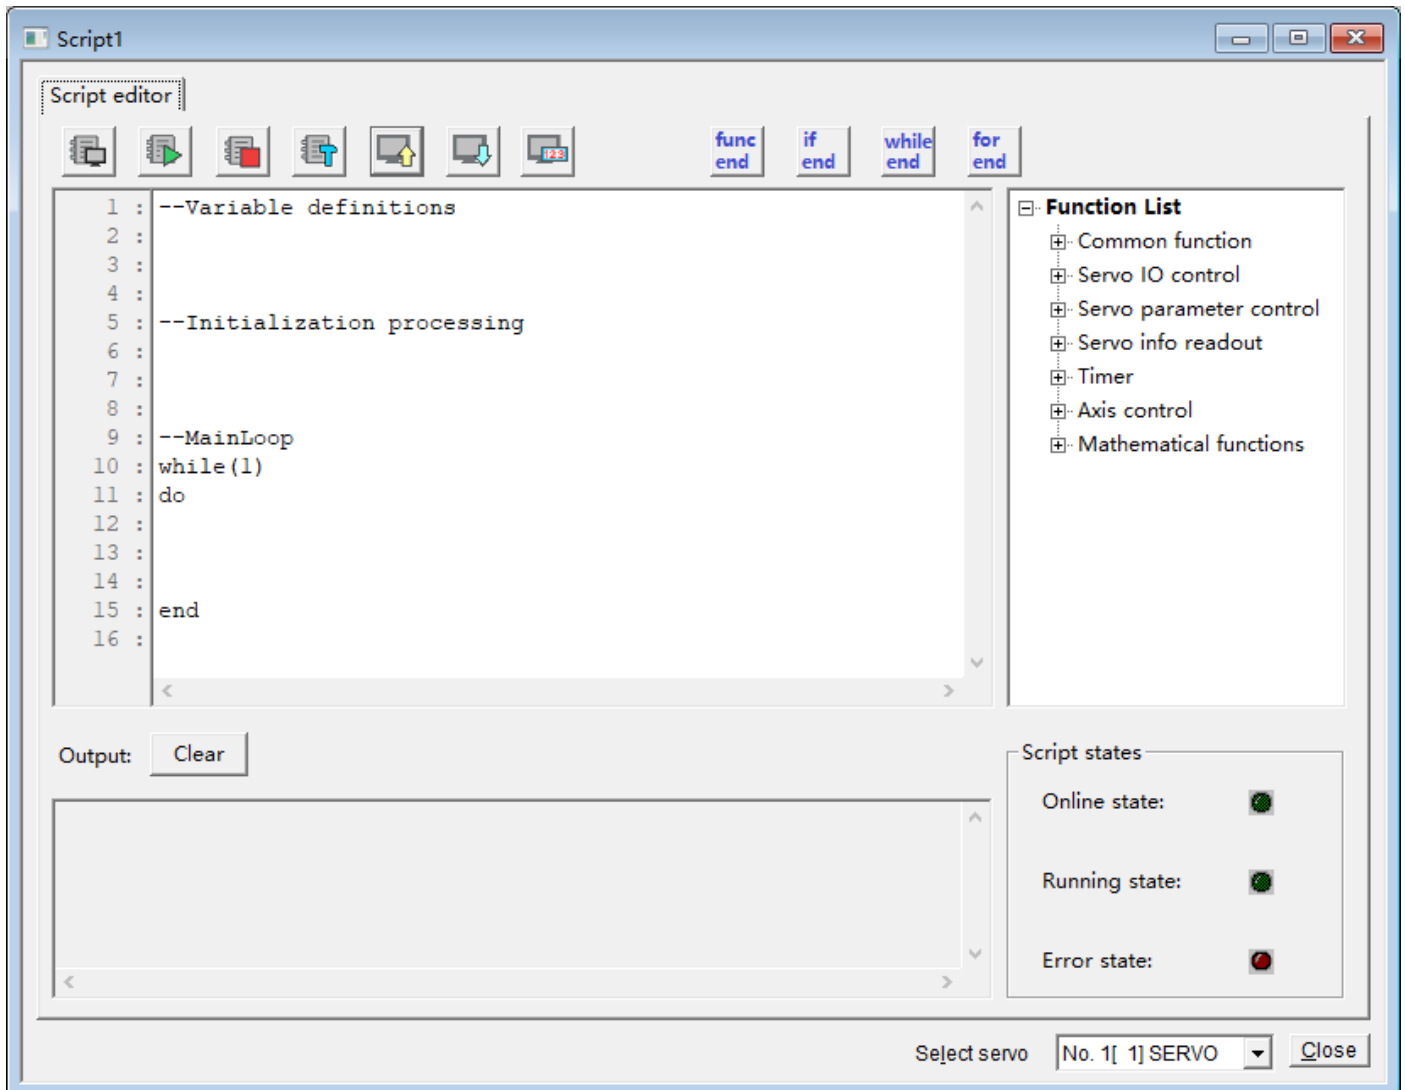 Script1
Script editor
123
func end
if end
while end
for end
1 : --Variable definitions
2 :
3 :
4 :
5 : --Initialization processing
6 :
7 :
8 :
9 : --MainLoop
10 : while(1)
11 : do
12 :
13 :
14 :
15 : end
16 :
Function List
Common function
Servo IO control
Servo parameter control
Servo info readout
Timer
Axis control
Mathematical functions
Output:
Clear
Script states
Online state:
Running state:
Error state:
Select servo
No. 1[ 1] SERVO
Close